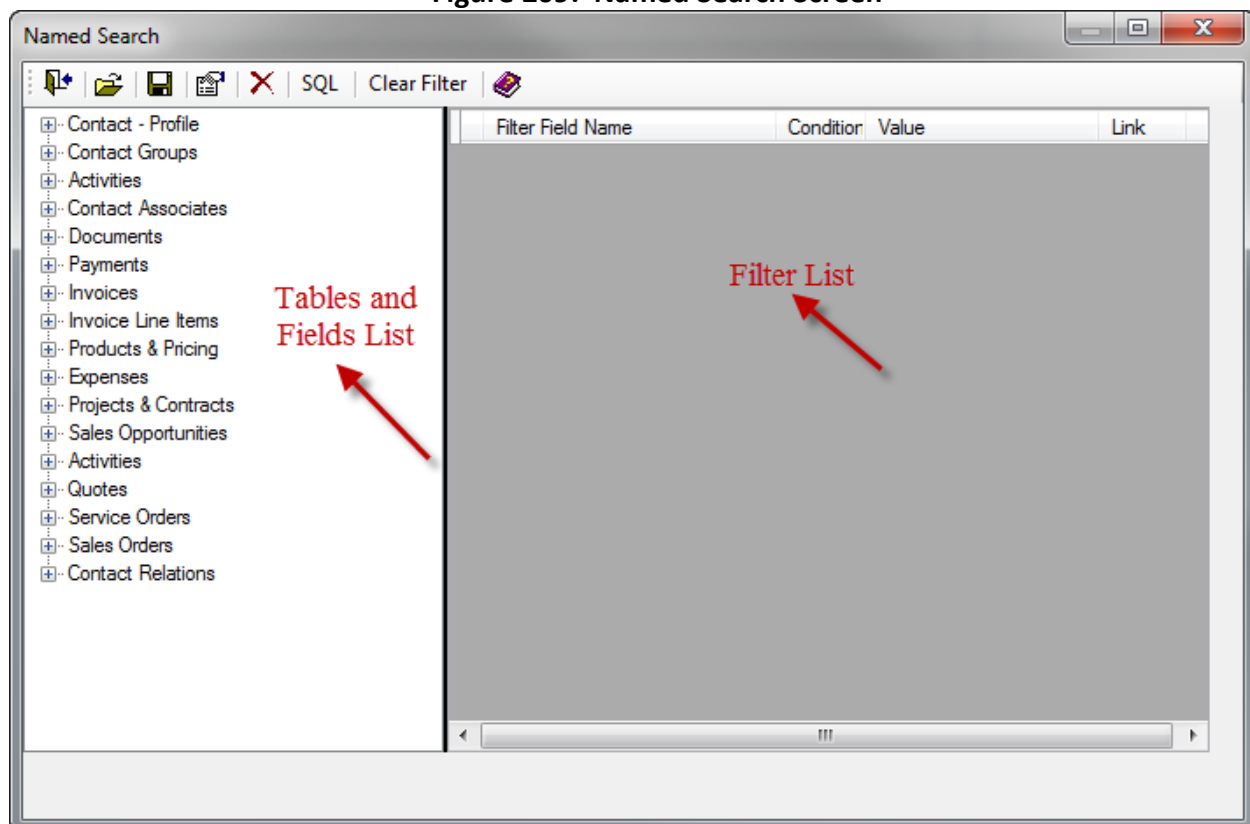 Named Search
SQL Clear Filter
Contact - Profile
Contact Groups
Activities
Contact Associates
Documents
Payments
Invoices
Invoice Line Items
Products & Pricing
Expenses
Projects & Contracts
Sales Opportunities
Activities
Quotes
Service Orders
Sales Orders
Contact Relations
Tables and
Fields List
Filter Field Name Condition Value Link
Filter List